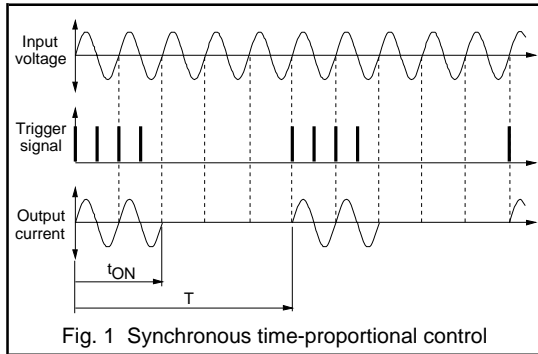 Input
voltage
Trigger
signal
Output
current
tON
T
Fig. 1 Synchronous time-proportional control